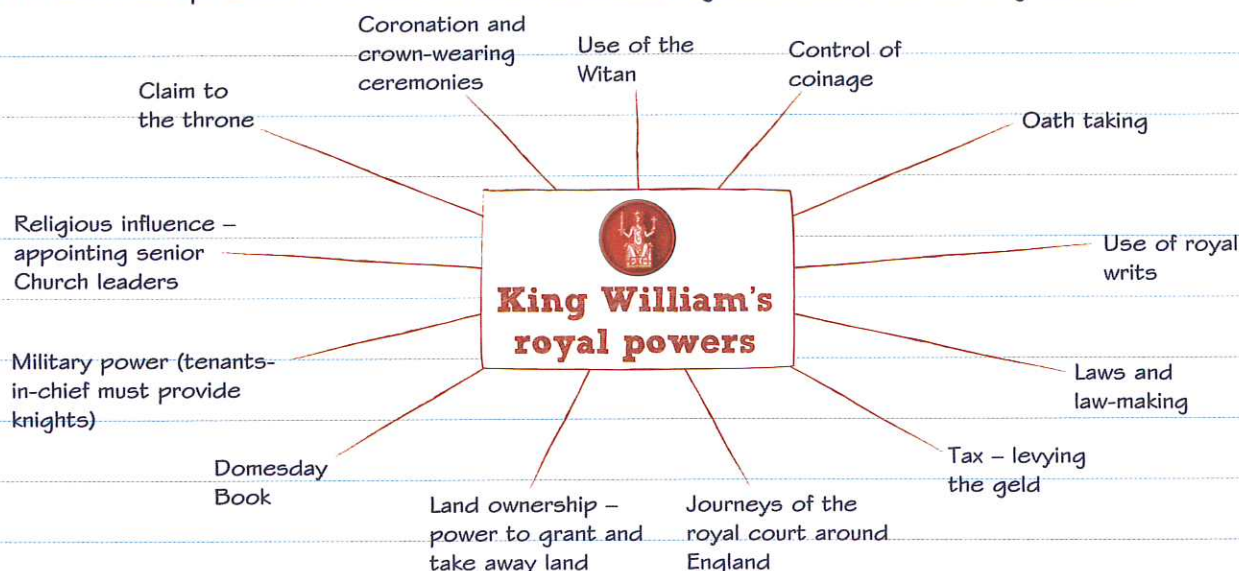 Coronation and
crown-wearing
ceremonies
Use of the
Witan
Control of
coinage
Claim to
the throne
Oath taking
Religious influence –
appointing senior
Church leaders
Use of royal
writs
King William's
royal powers
Military power (tenants-
in-chief must provide
knights)
Laws and
law-making
Domesday
Book
Tax – levying
the geld
Land ownership –
power to grant and
take away land
Journeys of the
royal court around
England